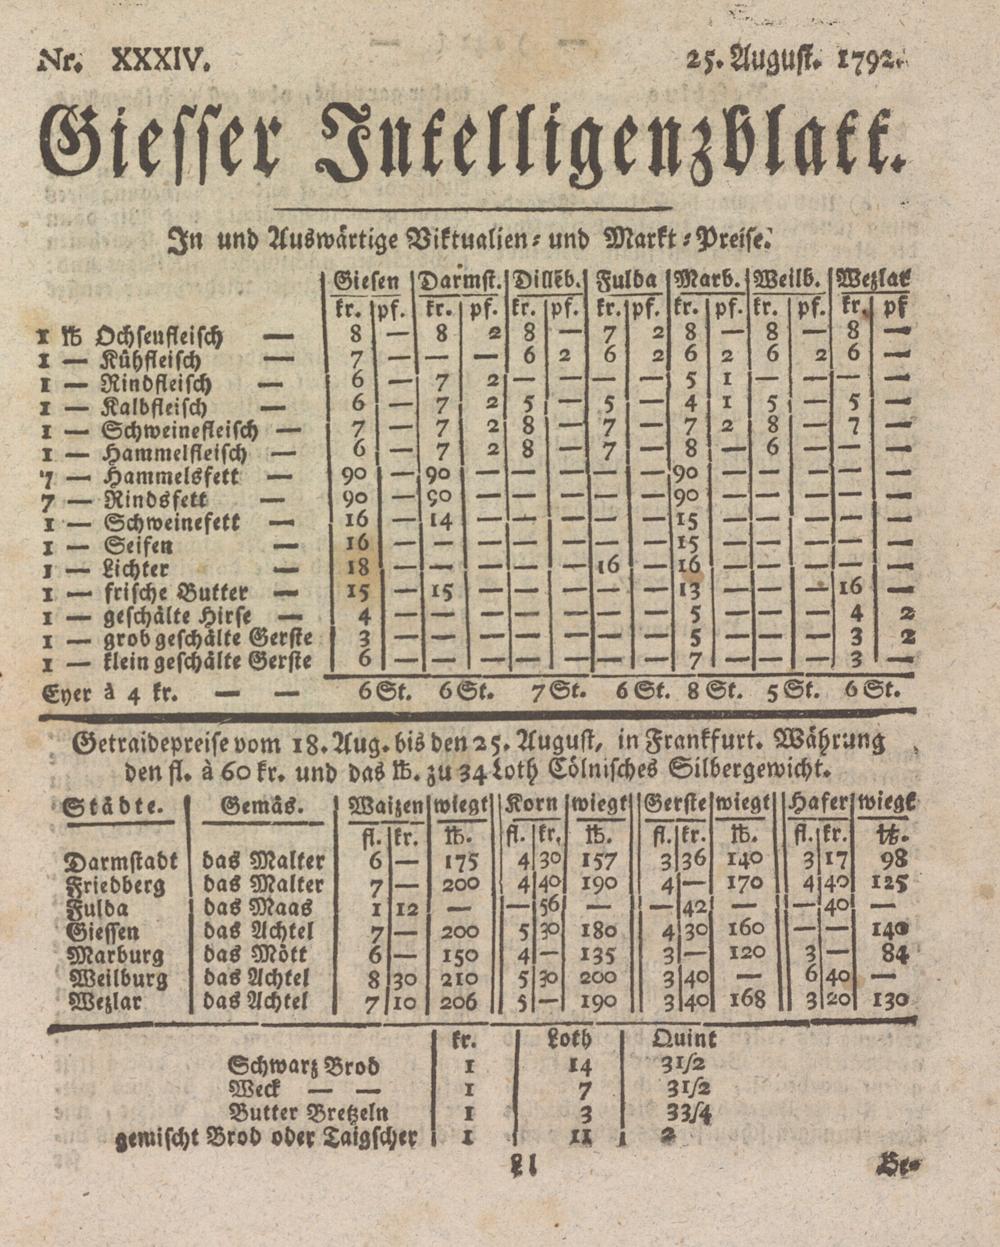 Nr. XXXIV. 25. August. 1792.
Giesser Intelligenzblatt.
In und Auswärtige Viktualien- und Markt-Preise.
Giesen Darmst. Dilleb. Fulda Marb. Weilb. Wezlar
kr. pf. kr. pf. kr. pf. kr. pf. kr. pf. kr. pf. kr. pf
1 ℔ Ochsenfleisch — 8 — 8 2 8 — 7 2 8 — 8 — 8 —
1 — Kühfleisch — 7 — — — 6 2 6 2 6 2 6 2 6 —
1 — Rindfleisch — 6 — 7 2 — — — — 5 1 — — — —
1 — Kalbfleisch — 6 — 7 2 5 — 5 — 4 1 5 — 5 —
1 — Schweinefleisch — 7 — 7 2 8 — 7 — 7 2 8 — 7 —
1 — Hammelfleisch — 6 — 7 2 8 — 7 — 8 — 6 — — —
7 — Hammelsfett — 90 — 90 — — — — — 90 — — — — —
7 — Rindsfett — 90 — 90 — — — — — 90 — — — — —
1 — Schweinefett — 16 — 14 — — — — — 15 — — — — —
1 — Seifen — 16 — — — — — — — 15 — — — — —
1 — Lichter — 18 — — — — — 16 — 16 — — — — —
1 — frische Butter — 15 — 15 — — — — — 13 — — — 16 —
1 — geschälte Hirse — 4 — — — — — — — 5 — — — 4 2
1 — grob geschälte Gerste 3 — — — — — — — 5 — — — 3 2
1 — klein geschälte Gerste 6 — — — — — — — 7 — — — 3 —
Eyer à 4 kr. — — 6 St. 6 St. 7 St. 6 St. 8 St. 5 St. 6 St.
Getraidepreise vom 18. Aug. bis den 25. August, in Frankfurt. Währung
den fl. à 60 kr. und das ℔. zu 34 Loth Cölnisches Silbergewicht.
Städte. Gemäs. Waizen wiegt Korn wiegt Gerste wiegt Hafer wiegt
fl. kr. ℔. fl. kr. ℔. fl. kr. ℔. fl. kr. ℔.
Darmstadt das Malter 6 — 175 4 30 157 3 36 140 3 17 98
Friedberg das Malter 7 — 200 4 40 190 4 — 170 4 40 125
Fulda das Maas 1 12 — — 56 — — 42 — — 40 —
Giessen das Achtel 7 — 200 5 30 180 4 30 160 — — 140
Marburg das Mött 6 — 150 4 — 135 3 — 120 3 — 84
Weilburg das Achtel 8 30 210 5 30 200 3 40 — 6 40 —
Wezlar das Achtel 7 10 206 5 — 190 3 40 168 3 20 130
kr. Loth Quint
Schwarz Brod 1 14 31/2
Weck — — 1 7 31/2
Butter Bretzeln 1 3 33/4
gemischt Brod oder Taigscher 1 11 2
Ll Be-